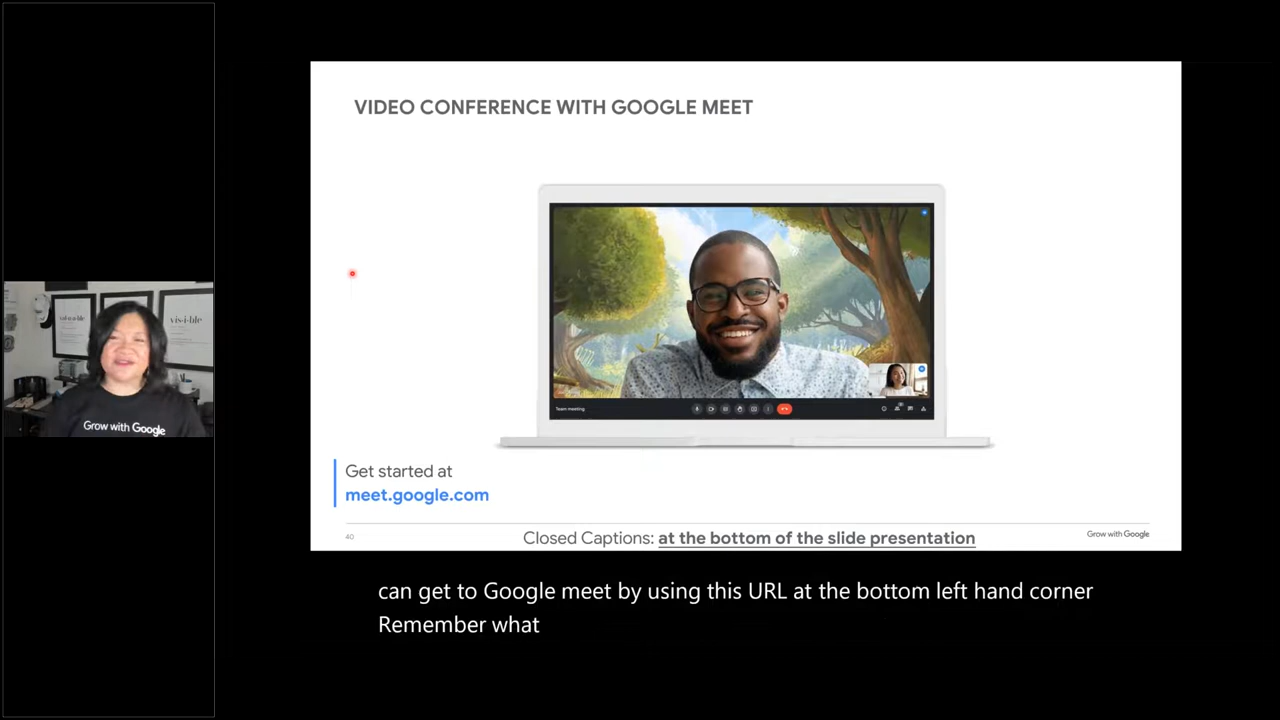 VIDEO CONFERENCE WITH GOOGLE MEET
vis·i·ble
Grow with Google
Team meeting
Get started at
meet.google.com
40
Closed Captions: at the bottom of the slide presentation
Grow with Google
can get to Google meet by using this URL at the bottom left hand corner
Remember what